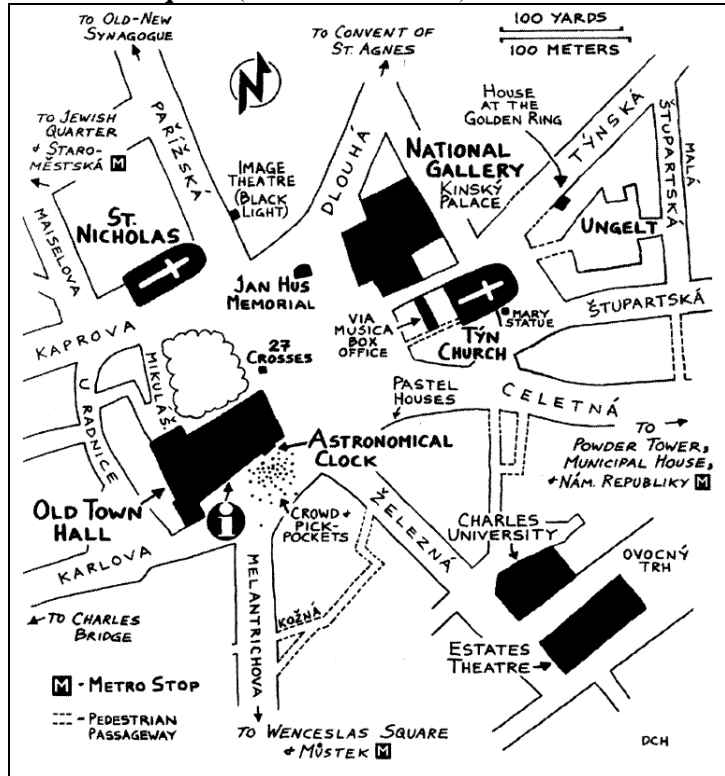 TO OLD-NEW
SYNAGOGUE
TO CONVENT OF
ST. AGNES
100 YARDS
100 METERS
N
TO JEWISH
QUARTER
& STARO-
MĚSTSKÁ M
PAŘÍŽSKÁ
IMAGE
THEATRE
(BLACK
LIGHT)
DLOUHÁ
NATIONAL
GALLERY
KINSKÝ
PALACE
HOUSE
AT THE
GOLDEN RING
TÝNSKÁ
MALÁ
ŠTUPARTSKÁ
UNGELT
MAISELOVA
ST.
NICHOLAS
JAN HUS
MEMORIAL
VIA
MUSICA
BOX
OFFICE
MARY
STATUE
TÝN
CHURCH
ŠTUPARTSKÁ
KAPROVA
27
CROSSES
MIKULÁŠ.
U RADNICE
PASTEL
HOUSES
CELETNÁ
TO
POWDER TOWER,
MUNICIPAL HOUSE,
& NÁM. REPUBLIKY M
ASTRONOMICAL
CLOCK
OLD TOWN
HALL
i
CROWD &
PICK-
POCKETS
ŽELEZNÁ
CHARLES
UNIVERSITY
OVOCNÝ
TRH
KARLOVA
MELANTRICHOVA
KOŽNÁ
TO CHARLES
BRIDGE
ESTATES
THEATRE
M - METRO STOP
- PEDESTRIAN
PASSAGEWAY
TO WENCESLAS SQUARE
& MŮSTEK M
DCH